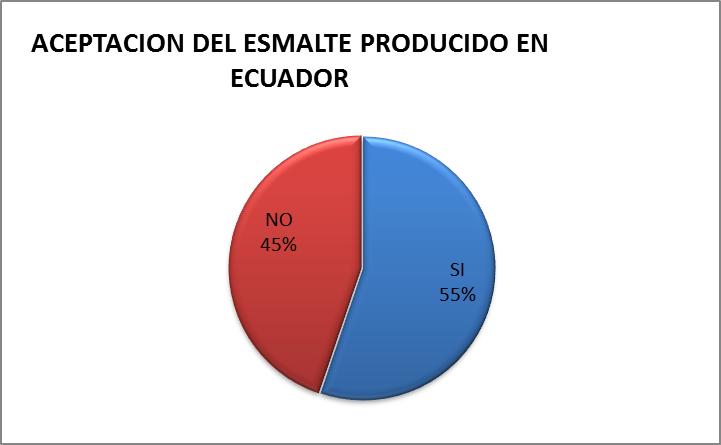 ACEPTACION DEL ESMALTE PRODUCIDO EN
ECUADOR
NO
45%
SI
55%